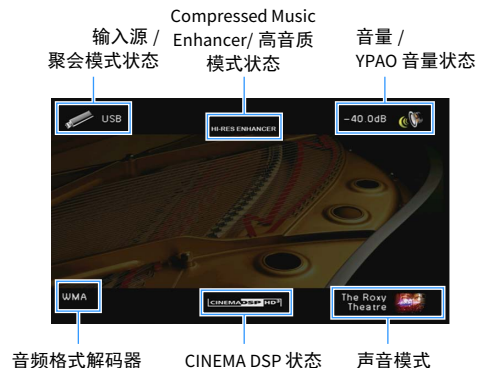 输入源 /
聚会模式状态
Compressed Music
Enhancer/ 高音质
模式状态
音量 /
YPAO 音量状态
USB
HI-RES ENHANCER
-40.0dB
WMA
CINEMA DSP HD³
The Roxy
Theatre
音频格式解码器
CINEMA DSP 状态
声音模式